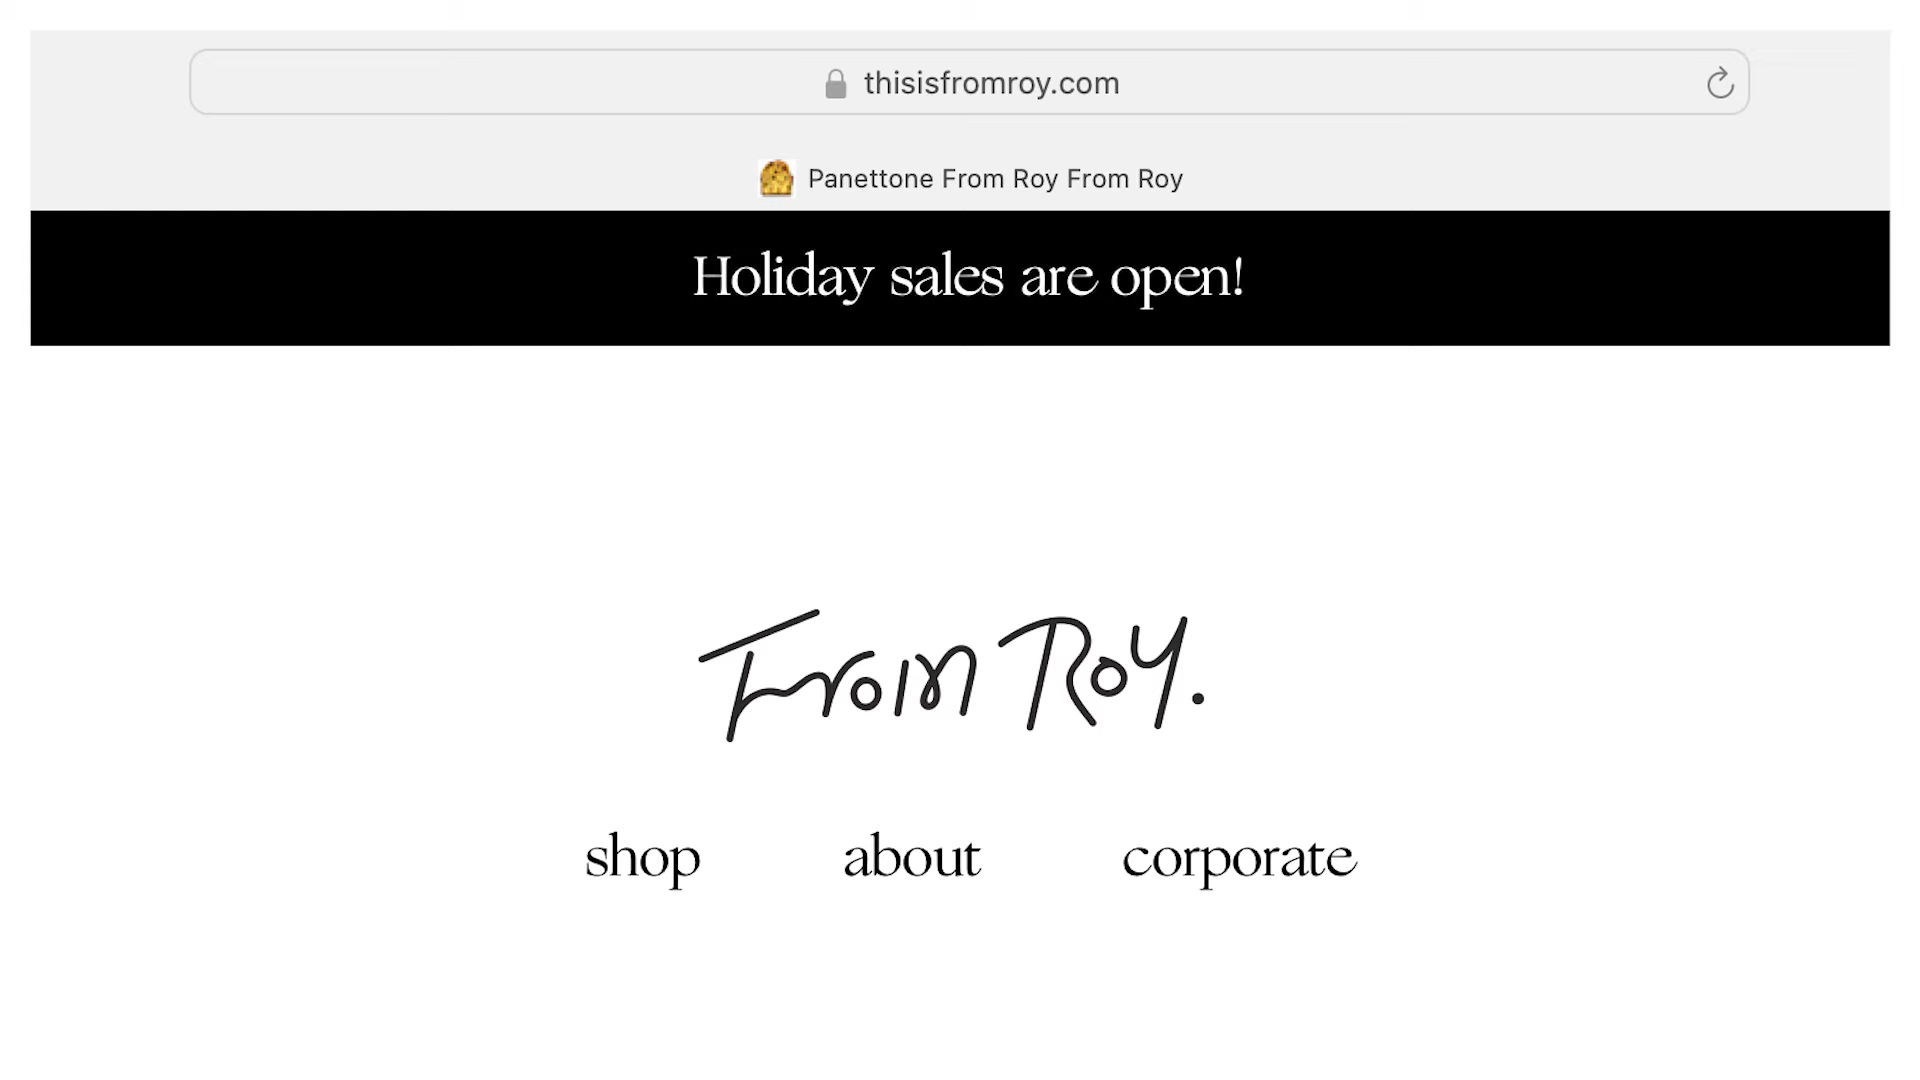 thisisfromroy.com
Panettone From Roy From Roy
Holiday sales are open!
From Roy.
shop about corporate